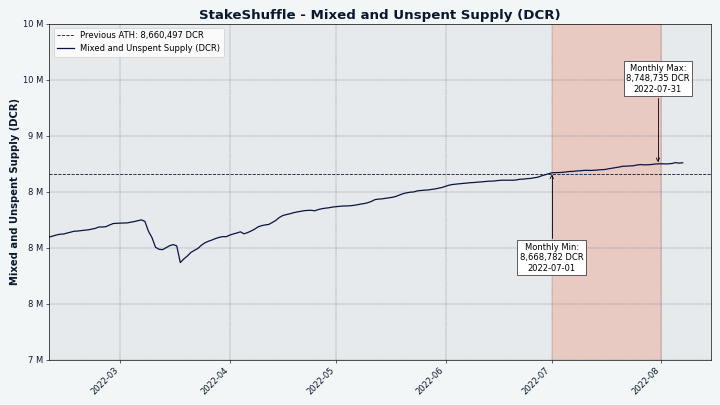 StakeShuffle - Mixed and Unspent Supply (DCR)
Previous ATH: 8,660,497 DCR
Mixed and Unspent Supply (DCR)
Mixed and Unspent Supply (DCR)
10 M
10 M
9 M
8 M
8 M
8 M
7 M
Monthly Max:
8,748,735 DCR
2022-07-31
Monthly Min:
8,668,782 DCR
2022-07-01
2022-03
2022-04
2022-05
2022-06
2022-07
2022-08